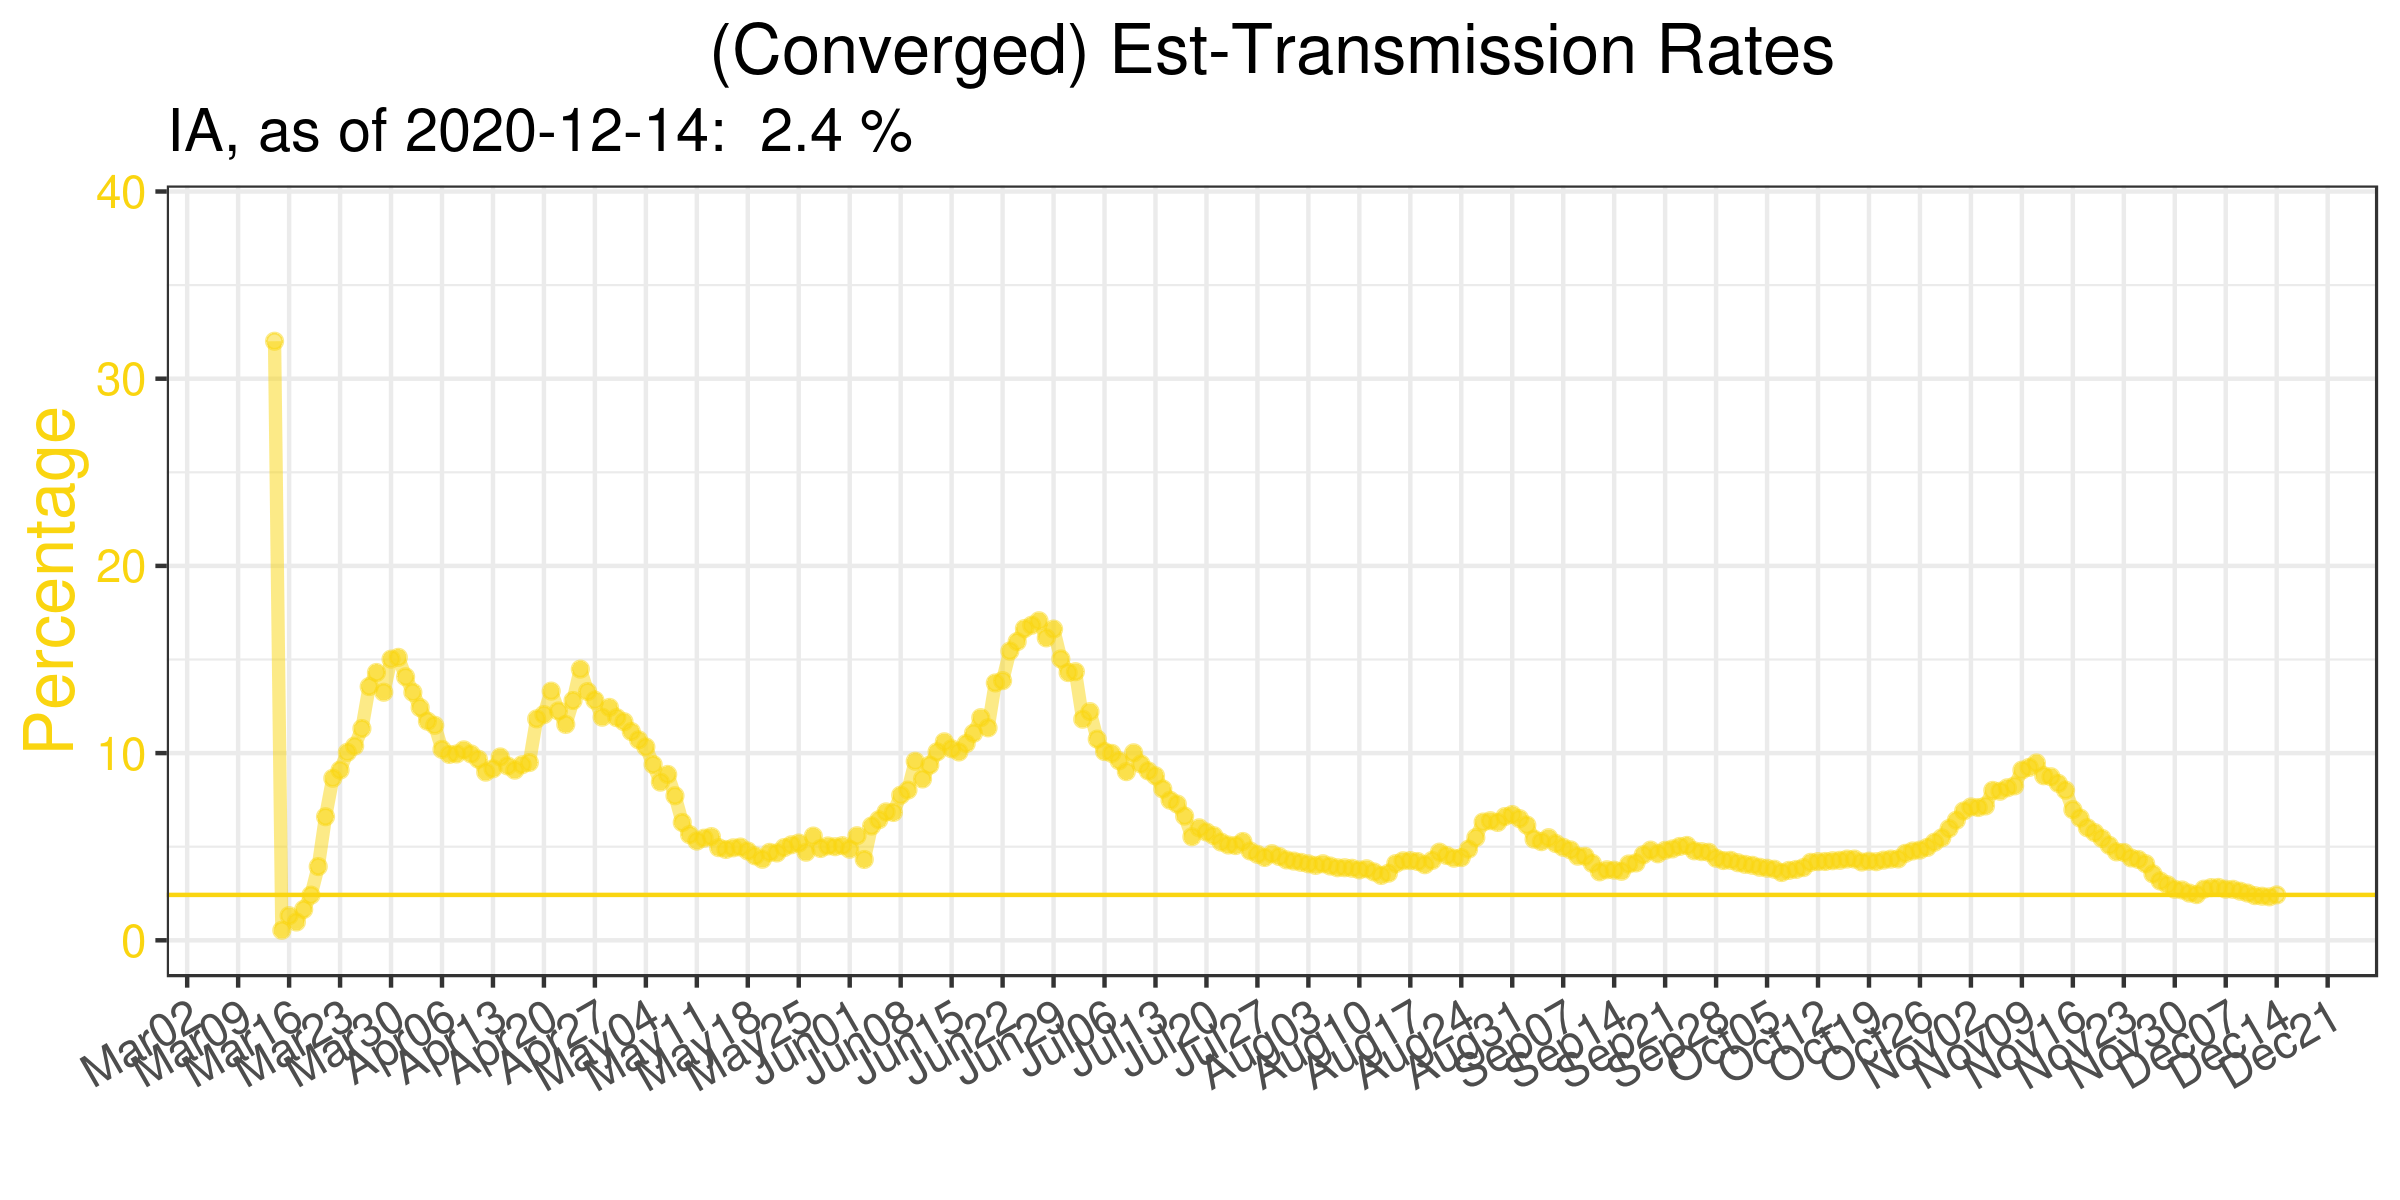 (Converged) Est-Transmission Rates
IA, as of 2020-12-14:  2.4 %
Percentage
40
30
20
10
0
Mar02
Mar09
Mar16
Mar23
Mar30
Apr06
Apr13
Apr20
Apr27
May04
May11
May18
May25
Jun01
Jun08
Jun15
Jun22
Jun29
Jul06
Jul13
Jul20
Jul27
Aug03
Aug10
Aug17
Aug24
Aug31
Sep07
Sep14
Sep21
Sep28
Oct05
Oct12
Oct19
Oct26
Nov02
Nov09
Nov16
Nov23
Nov30
Dec07
Dec14
Dec21